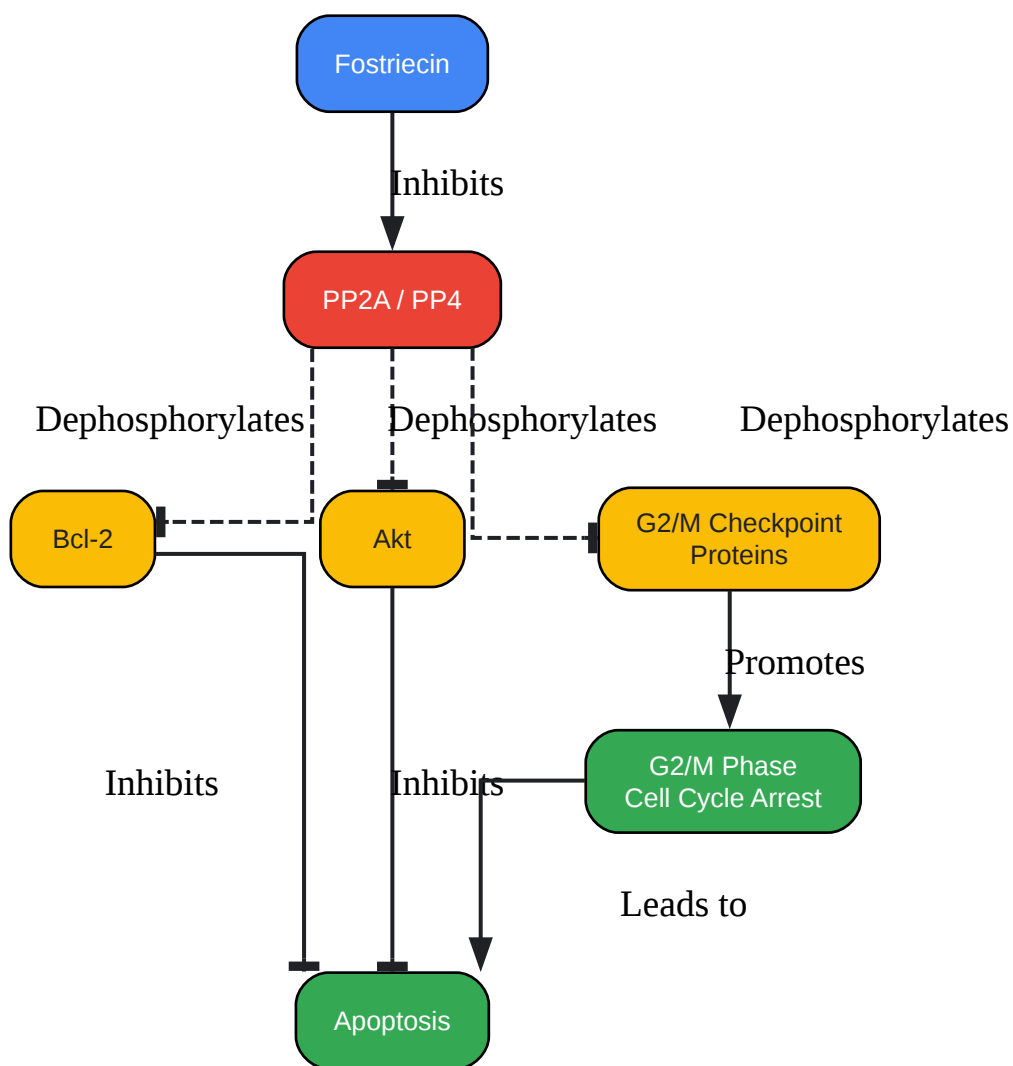 Fostriecin
Inhibits
PP2A / PP4
Dephosphorylates
Dephosphorylates
Dephosphorylates
Bcl-2
Akt
G2/M Checkpoint
Proteins
Promotes
G2/M Phase
Cell Cycle Arrest
Inhibits
Inhibits
Leads to
Apoptosis